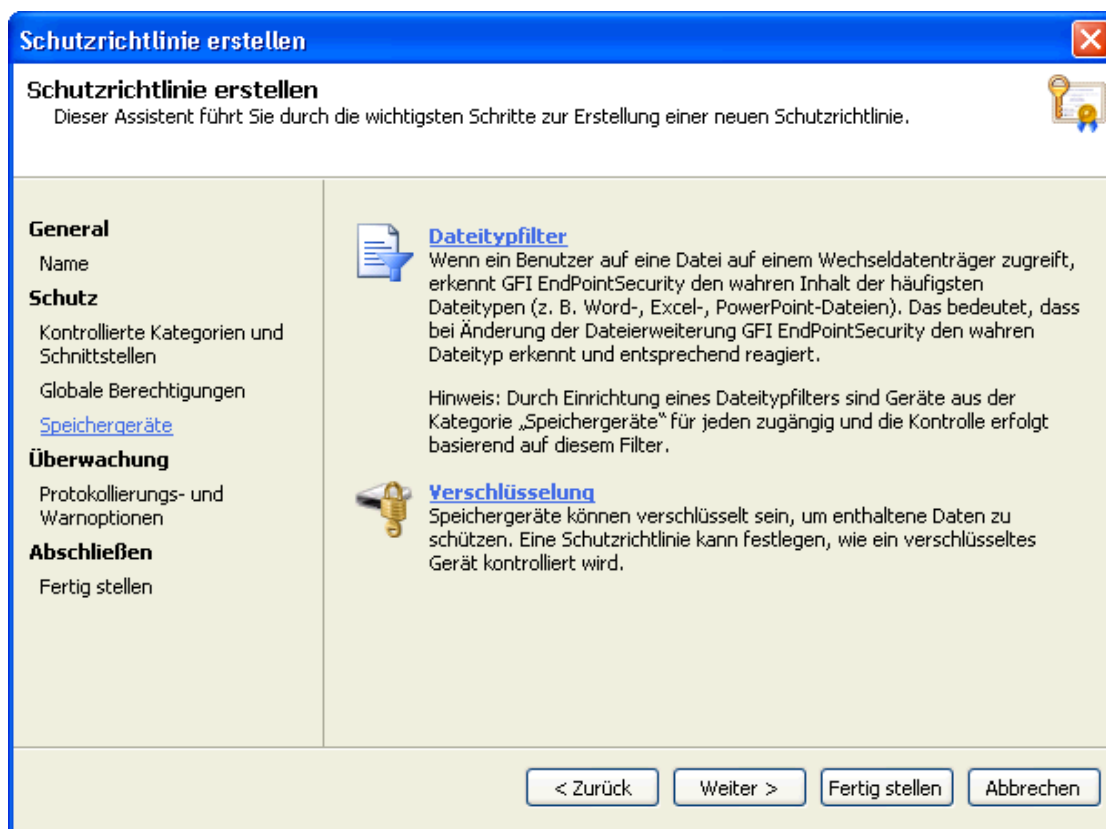 Schutzrichtlinie erstellen
Schutzrichtlinie erstellen
Dieser Assistent führt Sie durch die wichtigsten Schritte zur Erstellung einer neuen Schutzrichtlinie.
General
Name
Schutz
Kontrollierte Kategorien und
Schnittstellen
Globale Berechtigungen
Speichergeräte
Überwachung
Protokollierungs- und
Warnoptionen
Abschließen
Fertig stellen
Dateitypfilter
Wenn ein Benutzer auf eine Datei auf einem Wechseldatenträger zugreift,
erkennt GFI EndPointSecurity den wahren Inhalt der häufigsten
Dateitypen (z. B. Word-, Excel-, PowerPoint-Dateien). Das bedeutet, dass
bei Änderung der Dateierweiterung GFI EndPointSecurity den wahren
Dateityp erkennt und entsprechend reagiert.
Hinweis: Durch Einrichtung eines Dateitypfilters sind Geräte aus der
Kategorie „Speichergeräte“ für jeden zugängig und die Kontrolle erfolgt
basierend auf diesem Filter.
Verschlüsselung
Speichergeräte können verschlüsselt sein, um enthaltene Daten zu
schützen. Eine Schutzrichtlinie kann festlegen, wie ein verschlüsseltes
Gerät kontrolliert wird.
< Zurück
Weiter >
Fertig stellen
Abbrechen